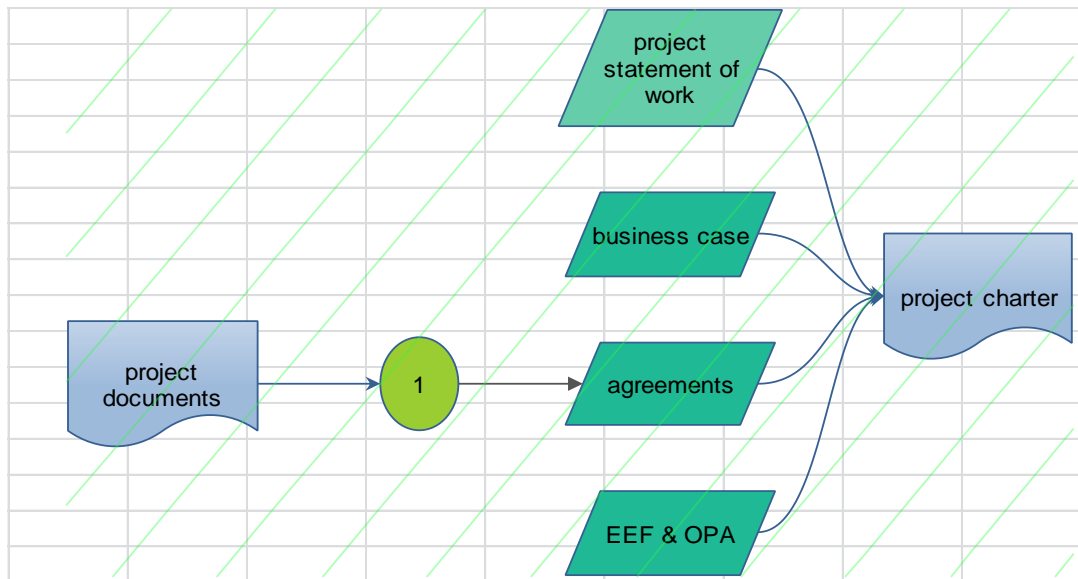 project
statement of
work
business case
project charter
project
documents
1
agreements
EEF & OPA